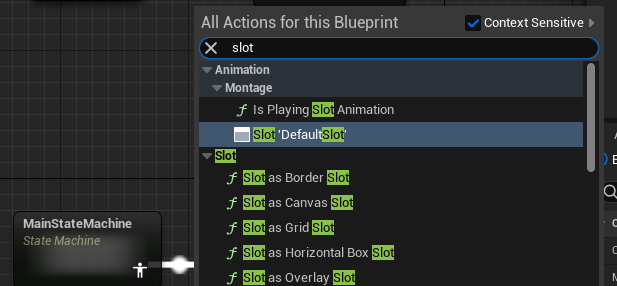 All Actions for this Blueprint
Context Sensitive
slot
Animation
Montage
Is Playing Slot Animation
Slot 'DefaultSlot'
Slot
Slot as Border Slot
Slot as Canvas Slot
Slot as Grid Slot
Slot as Horizontal Box Slot
Slot as Overlay Slot
MainStateMachine
State Machine